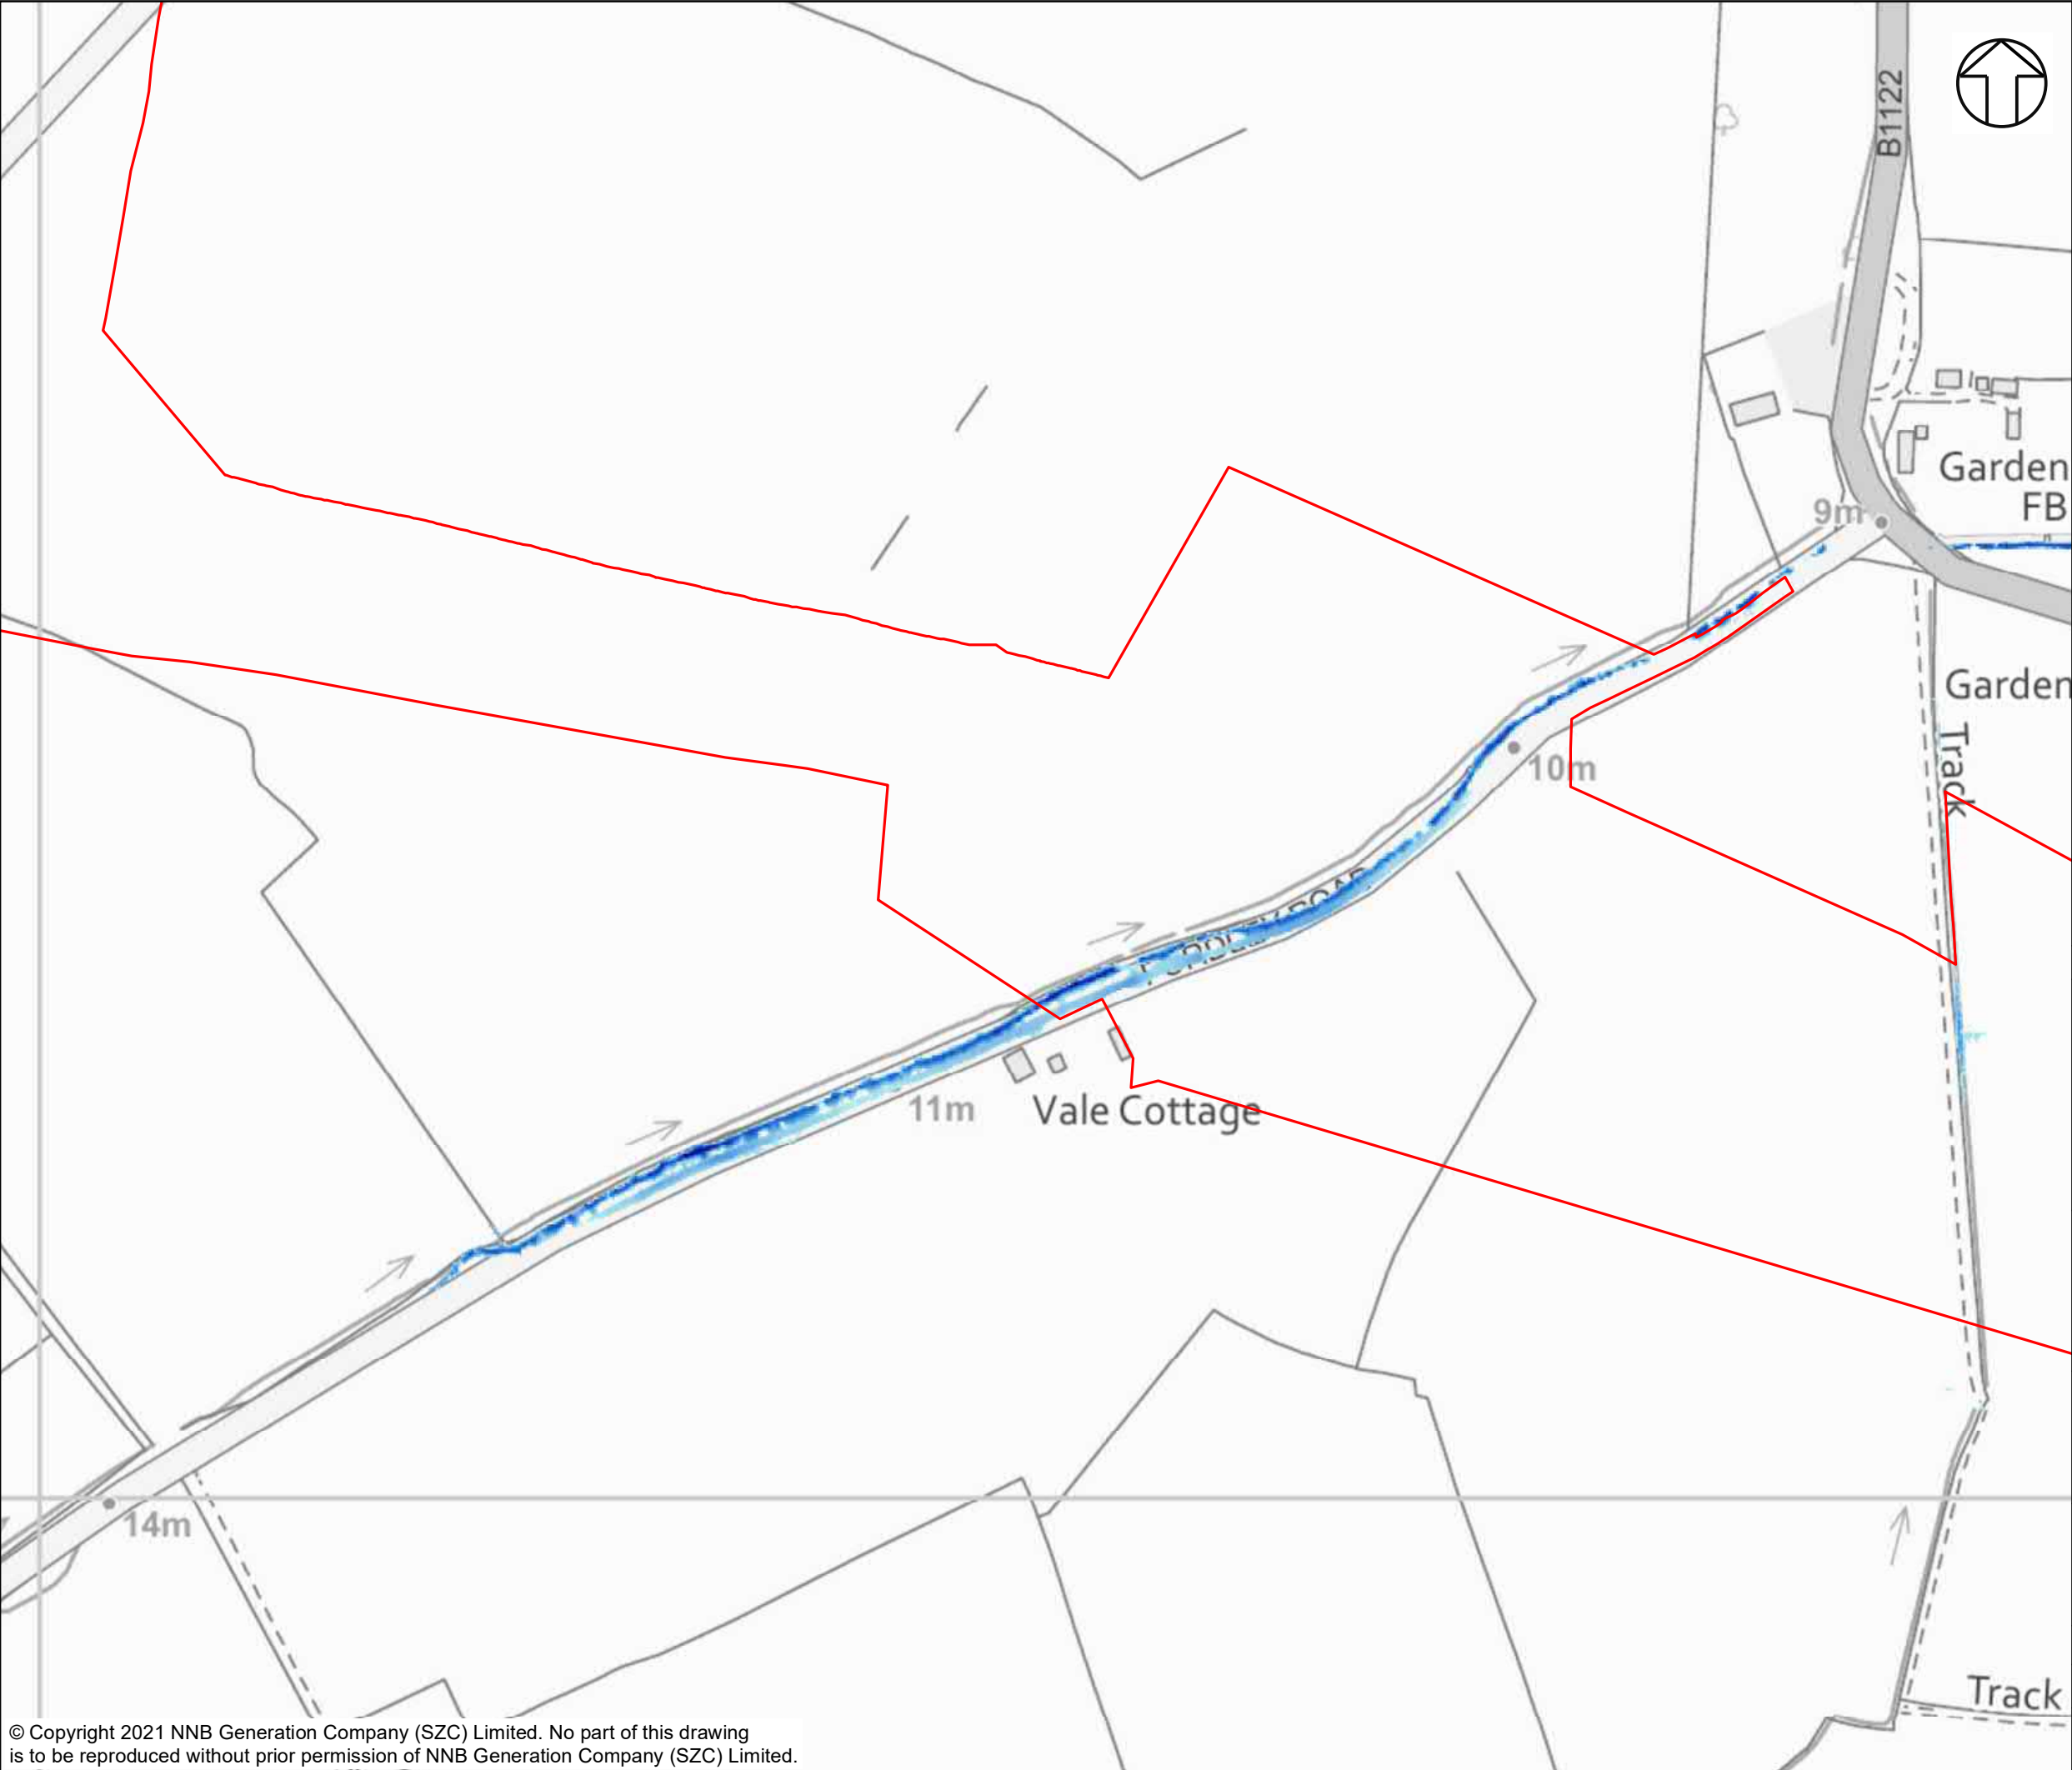 B1122
Garden
FB
9m
Garden
Track
10m
ROAD
11m
Vale Cottage
14m
Track
© Copyright 2021 NNB Generation Company (SZC) Limited. No part of this drawing
is to be reproduced without prior permission of NNB Generation Company (SZC) Limited.